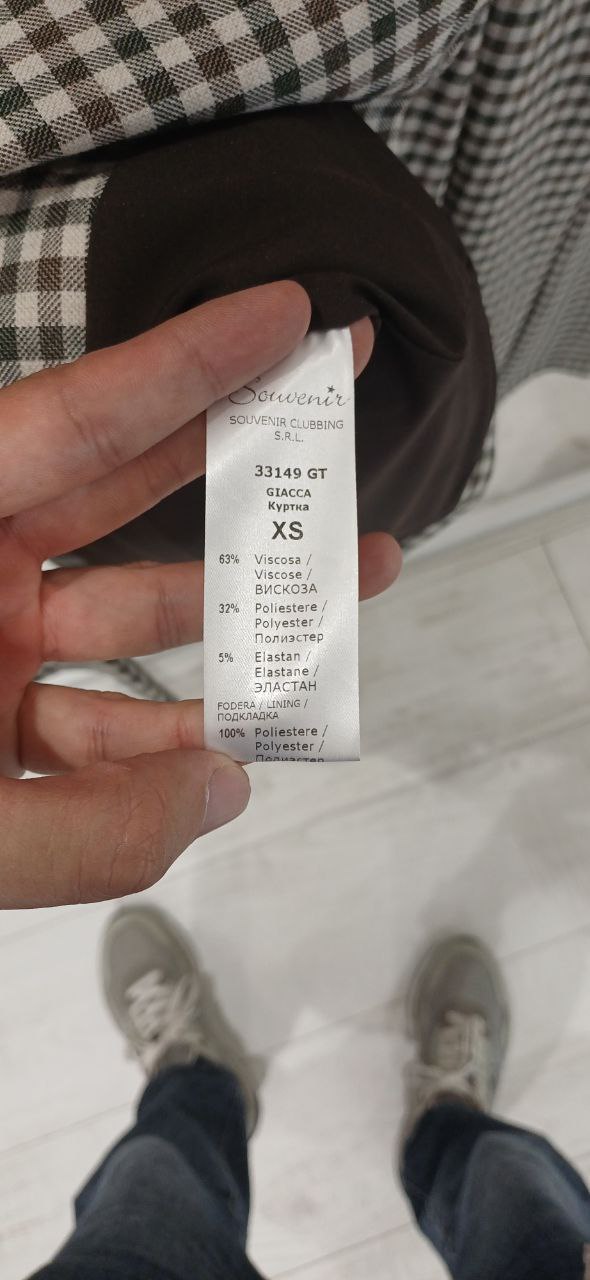 Souvenir
SOUVENIR CLUBBING
S.R.L.
33149 GT
GIACCA
Куртка
XS
63% Viscosa /
Viscose /
ВИСКОЗА
32% Poliestere /
Polyester /
Полиэстер
5% Elastan /
Elastane /
ЭЛАСТАН
FODERA / LINING /
ПОДКЛАДКА
100% Poliestere /
Polyester /
Полиэстер